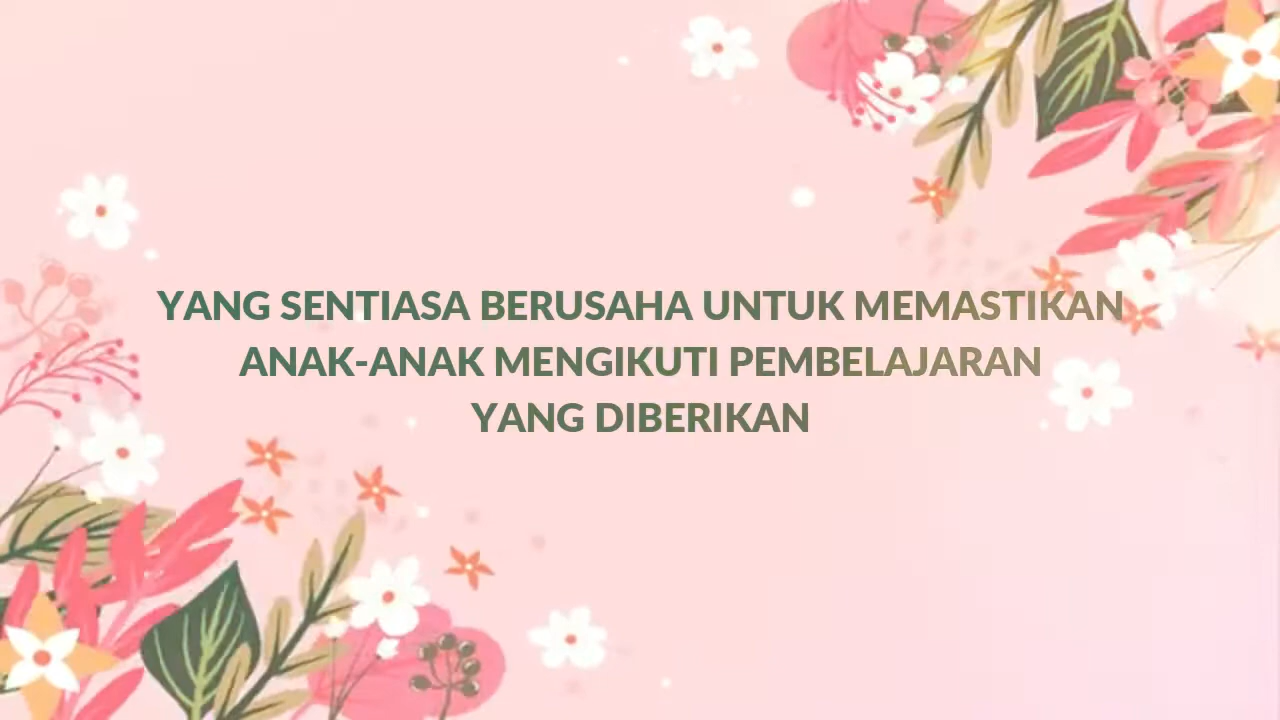 YANG SENTIASA BERUSAHA UNTUK MEMASTIKAN
ANAK-ANAK MENGIKUTI PEMBELAJARAN
YANG DIBERIKAN